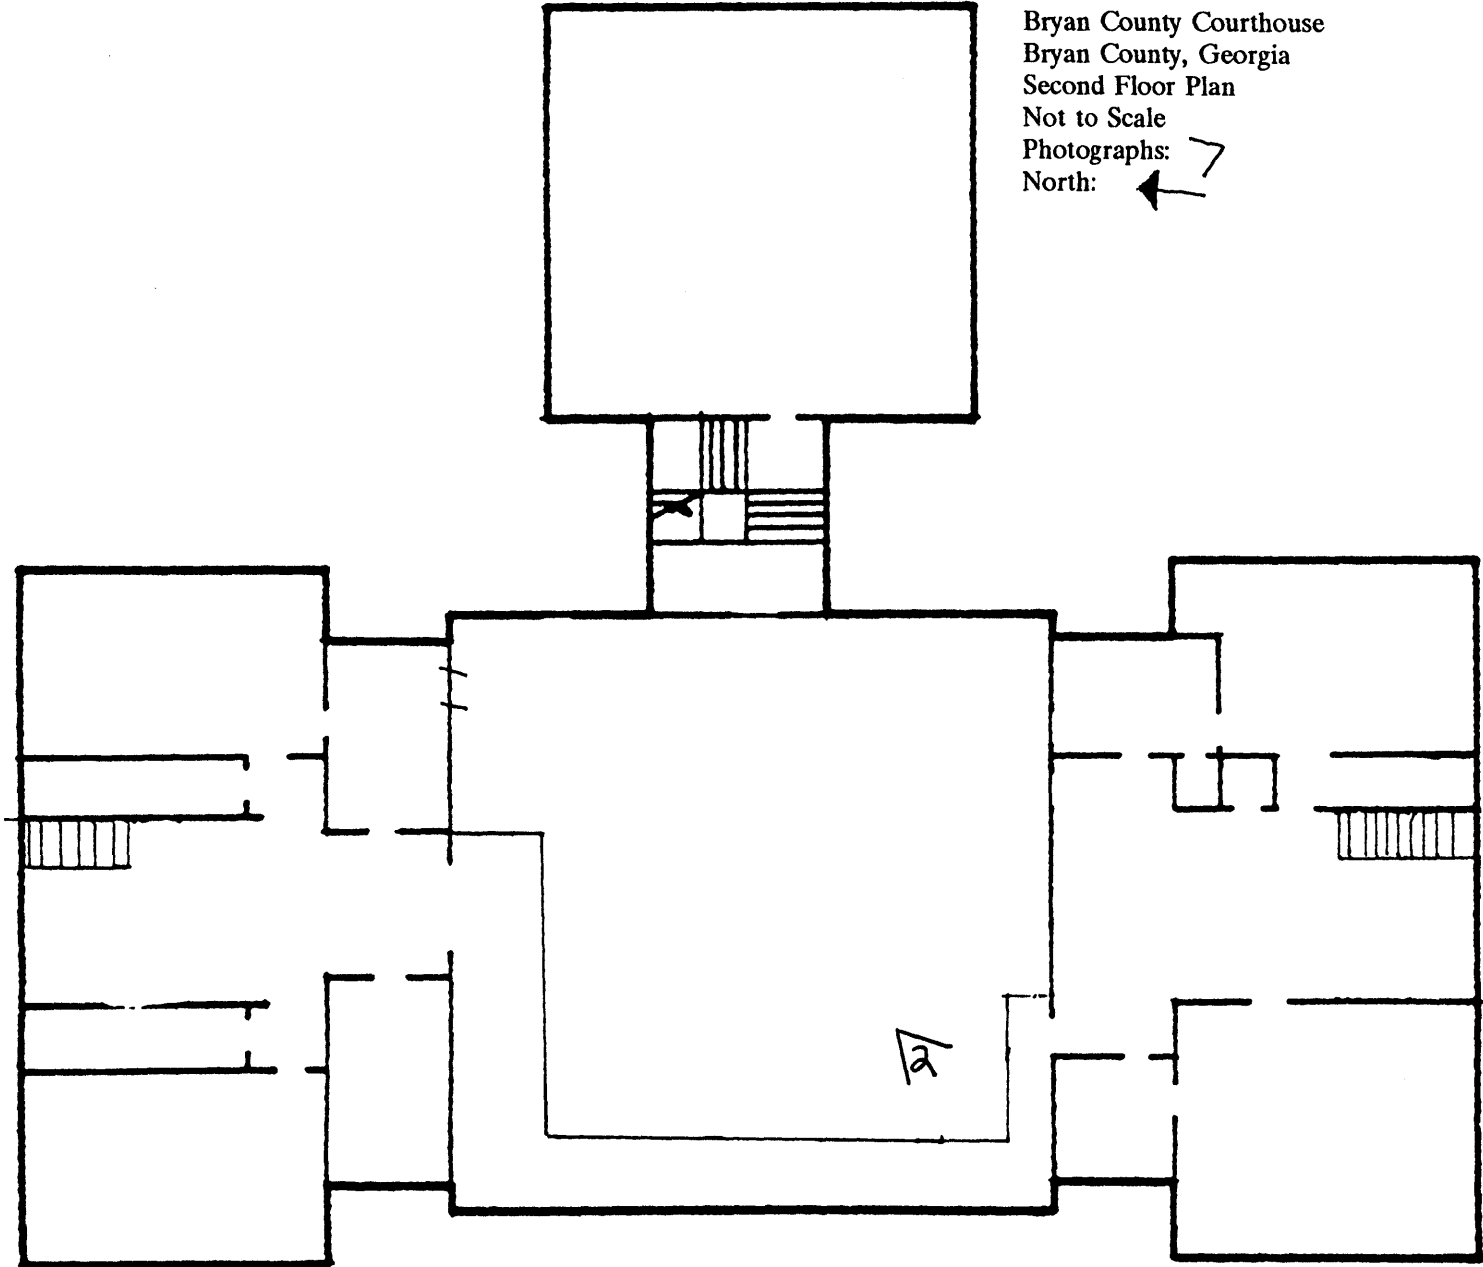 Bryan County Courthouse
Bryan County, Georgia
Second Floor Plan
Not to Scale
Photographs:
North:
2